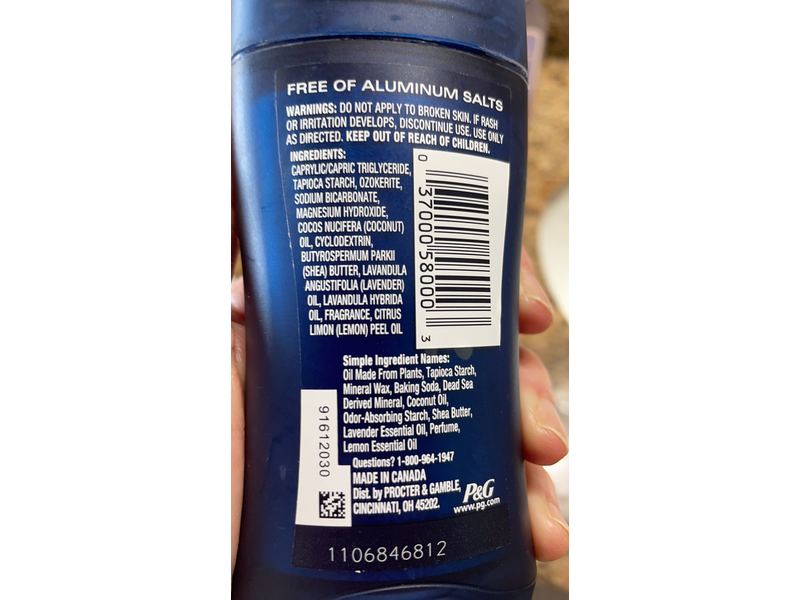 FREE OF ALUMINUM SALTS
WARNINGS: DO NOT APPLY TO BROKEN SKIN. IF RASH
OR IRRITATION DEVELOPS, DISCONTINUE USE. USE ONLY
AS DIRECTED. KEEP OUT OF REACH OF CHILDREN.
INGREDIENTS:
CAPRYLIC/CAPRIC TRIGLYCERIDE,
TAPIOCA STARCH, OZOKERITE,
SODIUM BICARBONATE,
MAGNESIUM HYDROXIDE,
COCOS NUCIFERA (COCONUT)
OIL, CYCLODEXTRIN,
BUTYROSPERMUM PARKII
(SHEA) BUTTER, LAVANDULA
ANGUSTIFOLIA (LAVENDER)
OIL, LAVANDULA HYBRIDA
OIL, FRAGRANCE, CITRUS
LIMON (LEMON) PEEL OIL
0 37000 58000 3
Simple Ingredient Names:
Oil Made From Plants, Tapioca Starch,
Mineral Wax, Baking Soda, Dead Sea
Derived Mineral, Coconut Oil,
Odor-Absorbing Starch, Shea Butter,
Lavender Essential Oil, Perfume,
Lemon Essential Oil
Questions? 1-800-964-1947
MADE IN CANADA
Dist. by PROCTER & GAMBLE,
CINCINNATI, OH 45202.
P&G
www.pg.com
91612030
1106846812